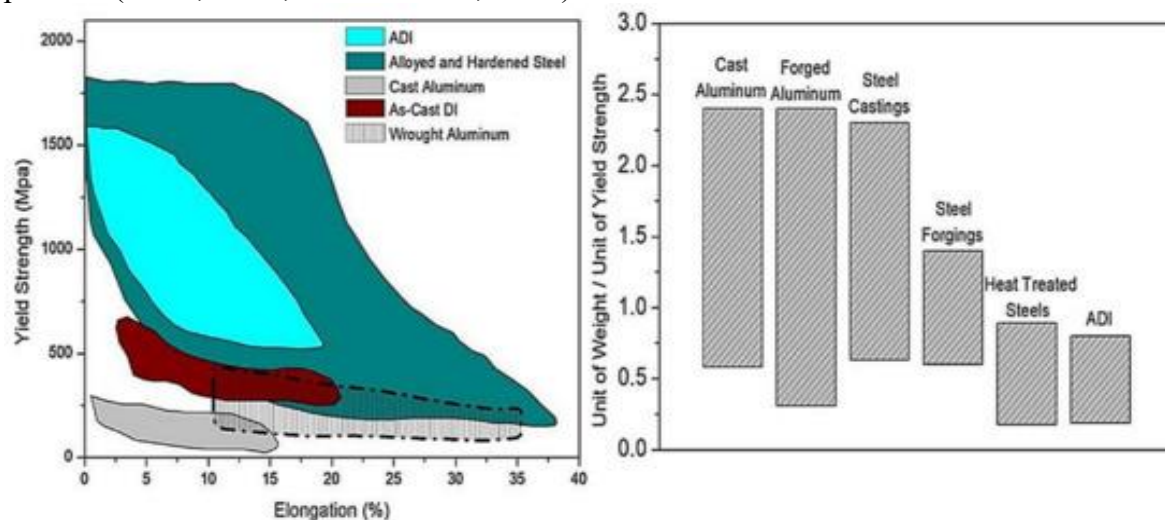 2000
1500
1000
500
0
Yield Strength (Mpa)
0 5 10 15 20 25 30 35 40
Elongation (%)
ADI
Alloyed and Hardened Steel
Cast Aluminum
As-Cast DI
Wrought Aluminum
3.0
2.5
2.0
1.5
1.0
0.5
0.0
Unit of Weight / Unit of Yield Strength
Cast
Aluminum
Forged
Aluminum
Steel
Castings
Steel
Forgings
Heat Treated
Steels
ADI